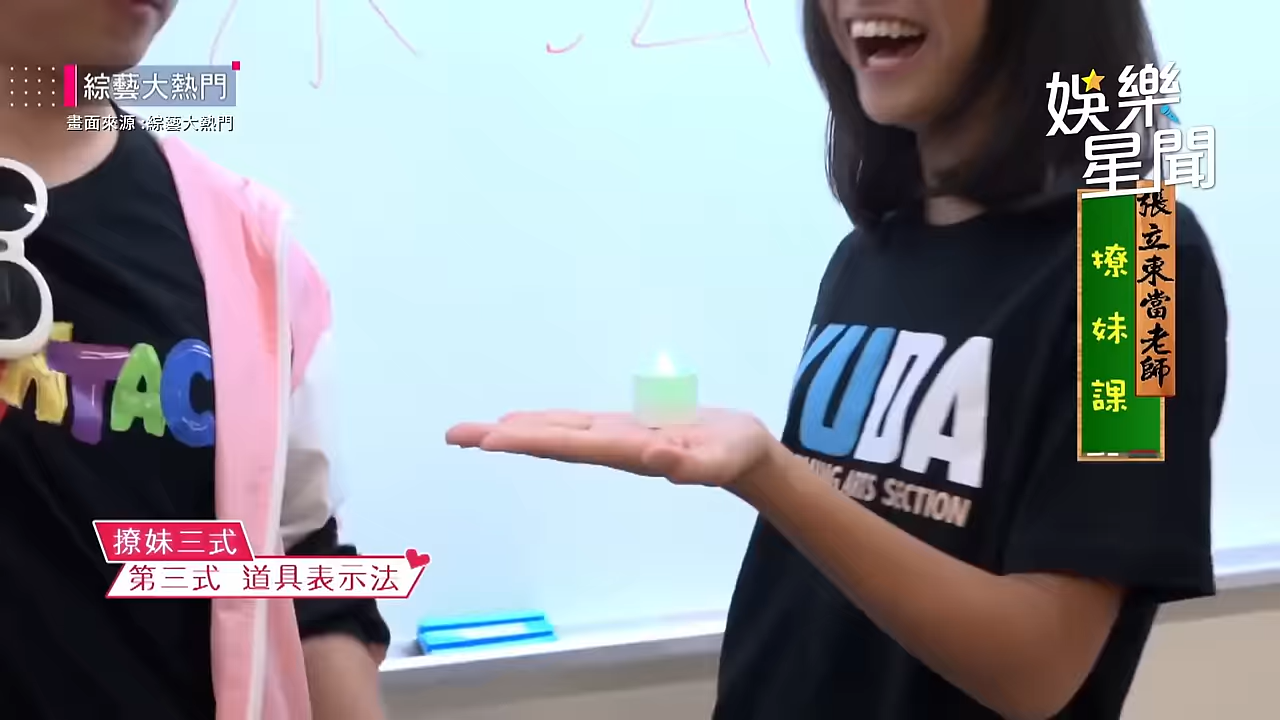 綜藝大熱門
畫面來源:綜藝大熱門
娛樂
星聞
張立東當老師
撩妹課
NTAC
YUDA
MING ARTS SECTION
撩妹三式
第三式 道具表示法